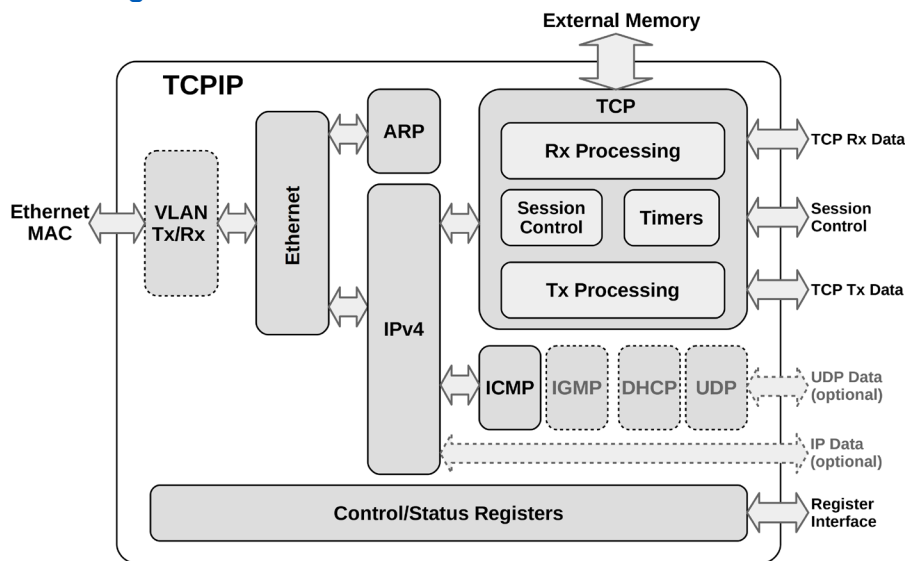 External Memory
TCPIP
TCP
ARP
Rx Processing
TCP Rx Data
Ethernet
MAC
VLAN
Tx/Rx
Ethernet
Session
Control
Timers
Session
Control
Tx Processing
TCP Tx Data
IPv4
ICMP
IGMP
DHCP
UDP
UDP Data
(optional)
IP Data
(optional)
Control/Status Registers
Register
Interface